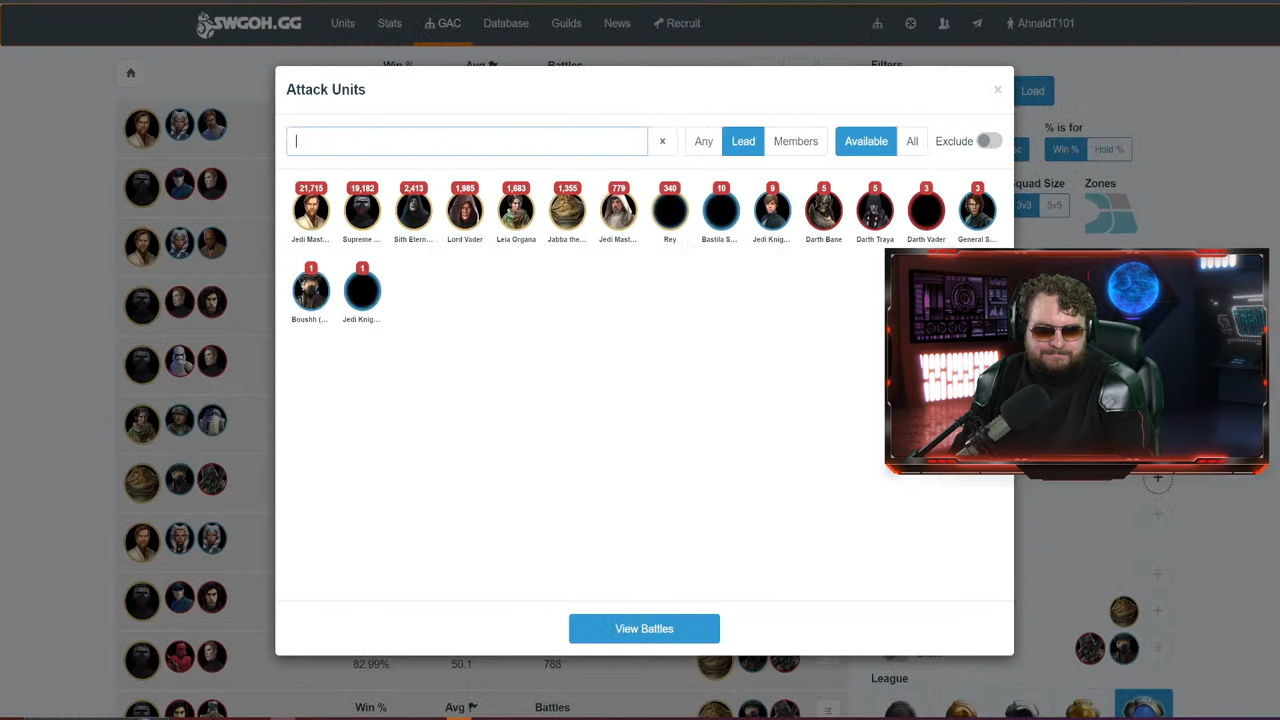 SWGOH.GG Units Stats GAC Database Guilds News Recruit AhnaldT101
Win % Avg Battles Filters
Attack Units ×
Load
% is for
x Any Lead Members Available All Exclude
Win % Hold %
Squad Size Zones
3v3 5v5
21,715 19,182 2,413 1,985 1,683 1,355 779 340 10 9 5 5 3 3
Jedi Mast... Supreme ... Sith Etern... Lord Vader Leia Organa Jabba the... Jedi Mast... Rey Bastila S... Jedi Knig... Darth Bane Darth Traya Darth Vader General S...
1 1
Boushh (... Jedi Knig...
View Battles
82.99% 50.1 788
League
Win % Avg Battles